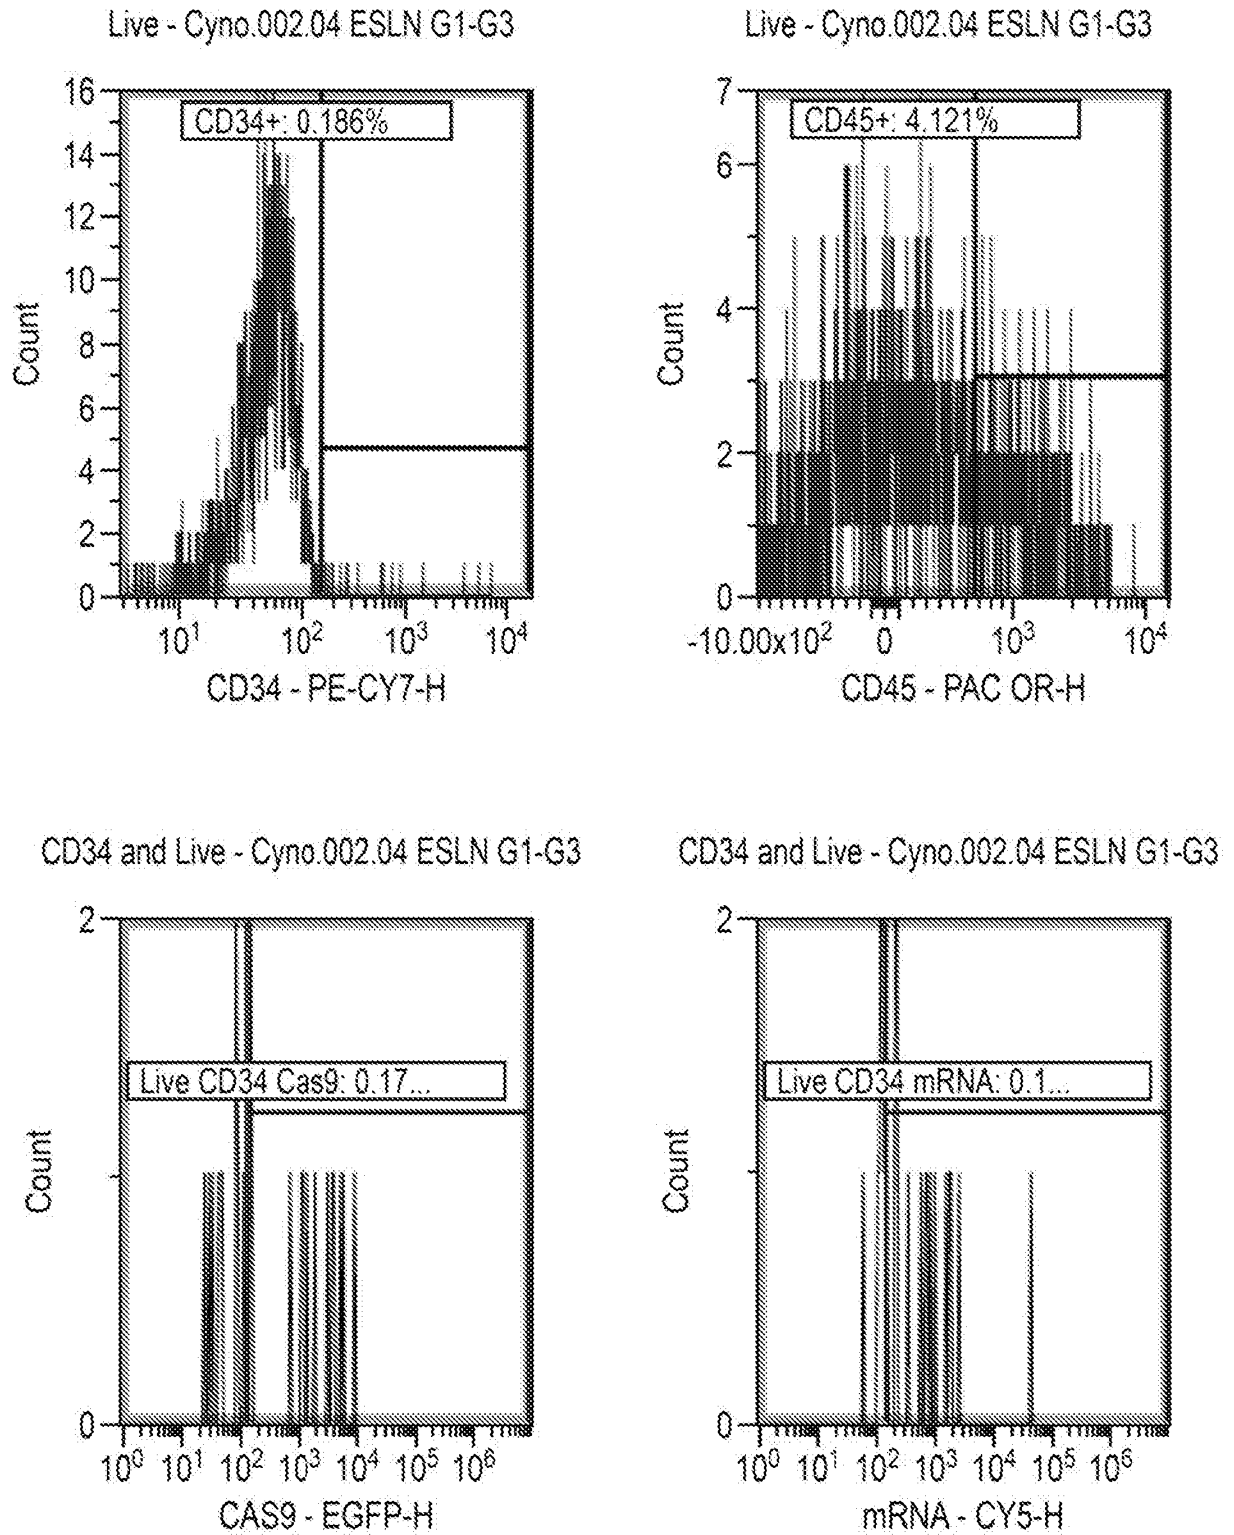 Live - Cyno.002.04 ESLN G1-G3
16
CD34+: 0.186%
14
12
10
8
6
4
2
0
Count
10¹ 10² 10³ 10⁴
CD34 - PE-CY7-H
Live - Cyno.002.04 ESLN G1-G3
7
CD45+: 4.121%
6
4
2
0
Count
-10.00x10² 0 10³ 10⁴
CD45 - PAC OR-H
CD34 and Live - Cyno.002.04 ESLN G1-G3
2
Live CD34 Cas9: 0.17...
Count
0
10⁰ 10¹ 10² 10³ 10⁴ 10⁵ 10⁶
CAS9 - EGFP-H
CD34 and Live - Cyno.002.04 ESLN G1-G3
2
Live CD34 mRNA: 0.1...
Count
0
10⁰ 10¹ 10² 10³ 10⁴ 10⁵ 10⁶
mRNA - CY5-H